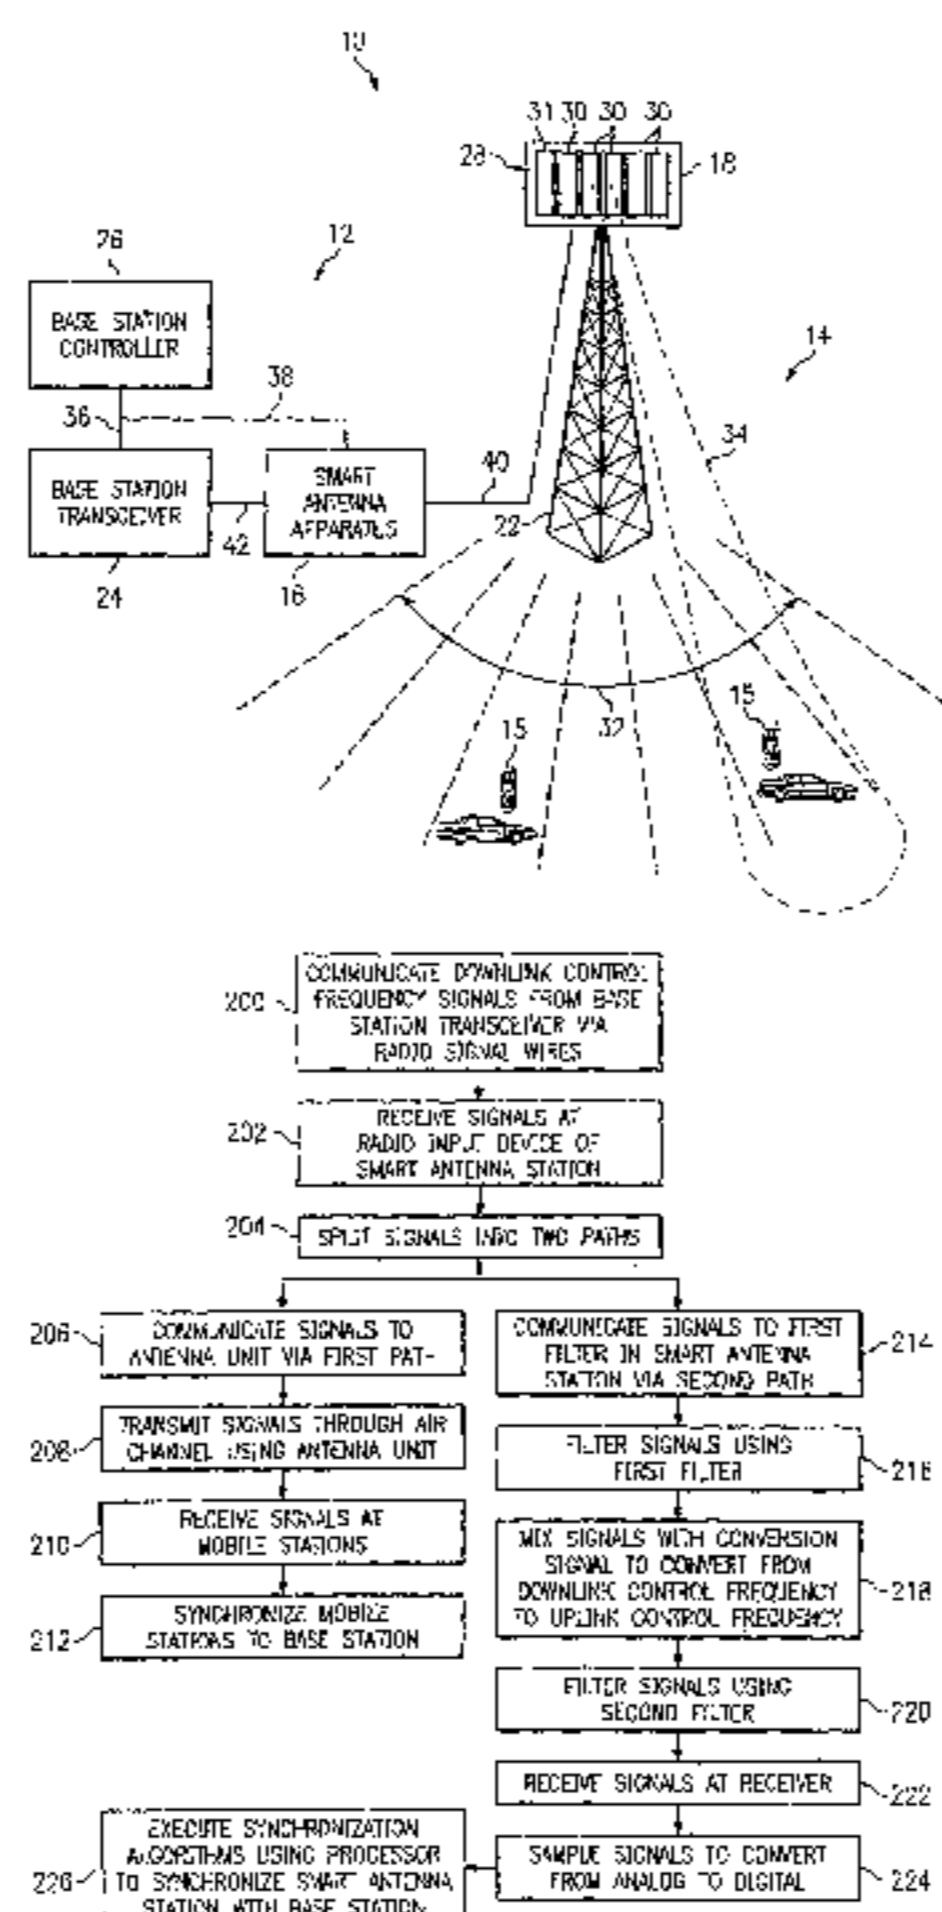 10
31 30 30 30
28
18
12
26
BASE STATION
CONTROLLER
14
38
36
34
BASE STATION
TRANSCEIVER
SMART
ANTENNA
APPARATUS
40
42
22
24
16
32
15
15
200
COMMUNICATE DOWNLINK CONTROL
FREQUENCY SIGNALS FROM BASE
STATION TRANSCEIVER VIA
RADIO SIGNAL WIRES
202
RECEIVE SIGNALS AT
RADIO INPUT DEVICE OF
SMART ANTENNA STATION
204
SPLIT SIGNALS INTO TWO PATHS
206
COMMUNICATE SIGNALS TO
ANTENNA UNIT VIA FIRST PATH
208
TRANSMIT SIGNALS THROUGH AIR
CHANNEL USING ANTENNA UNIT
210
RECEIVE SIGNALS AT
MOBILE STATIONS
212
SYNCHRONIZE MOBILE
STATIONS TO BASE STATION
COMMUNICATE SIGNALS TO FIRST
FILTER IN SMART ANTENNA
STATION VIA SECOND PATH
214
FILTER SIGNALS USING
FIRST FILTER
216
MIX SIGNALS WITH CONVERSION
SIGNAL TO CONVERT FROM
DOWNLINK CONTROL FREQUENCY
TO UPLINK CONTROL FREQUENCY
218
FILTER SIGNALS USING
SECOND FILTER
220
RECEIVE SIGNALS AT RECEIVER
222
SAMPLE SIGNALS TO CONVERT
FROM ANALOG TO DIGITAL
224
226
EXECUTE SYNCHRONIZATION
ALGORITHMS USING PROCESSOR
TO SYNCHRONIZE SMART ANTENNA
STATION WITH BASE STATION